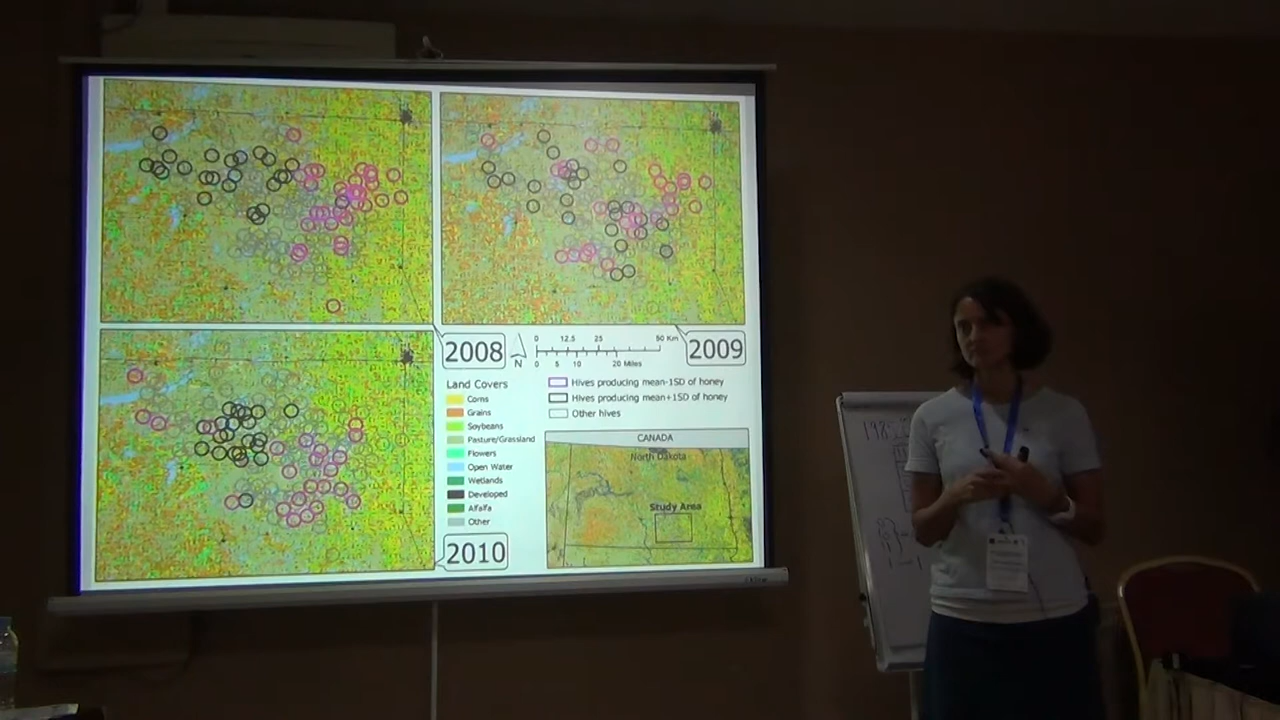 2008
0 12.5 25 50 Km
N
0 5 10 20 Miles
2009
Land Covers
Corns
Grains
Soybeans
Pasture/Grassland
Flowers
Open Water
Wetlands
Developed
Alfalfa
Other
Hives producing mean-1SD of honey
Hives producing mean+1SD of honey
Other hives
CANADA
North Dakota
Study Area
2010